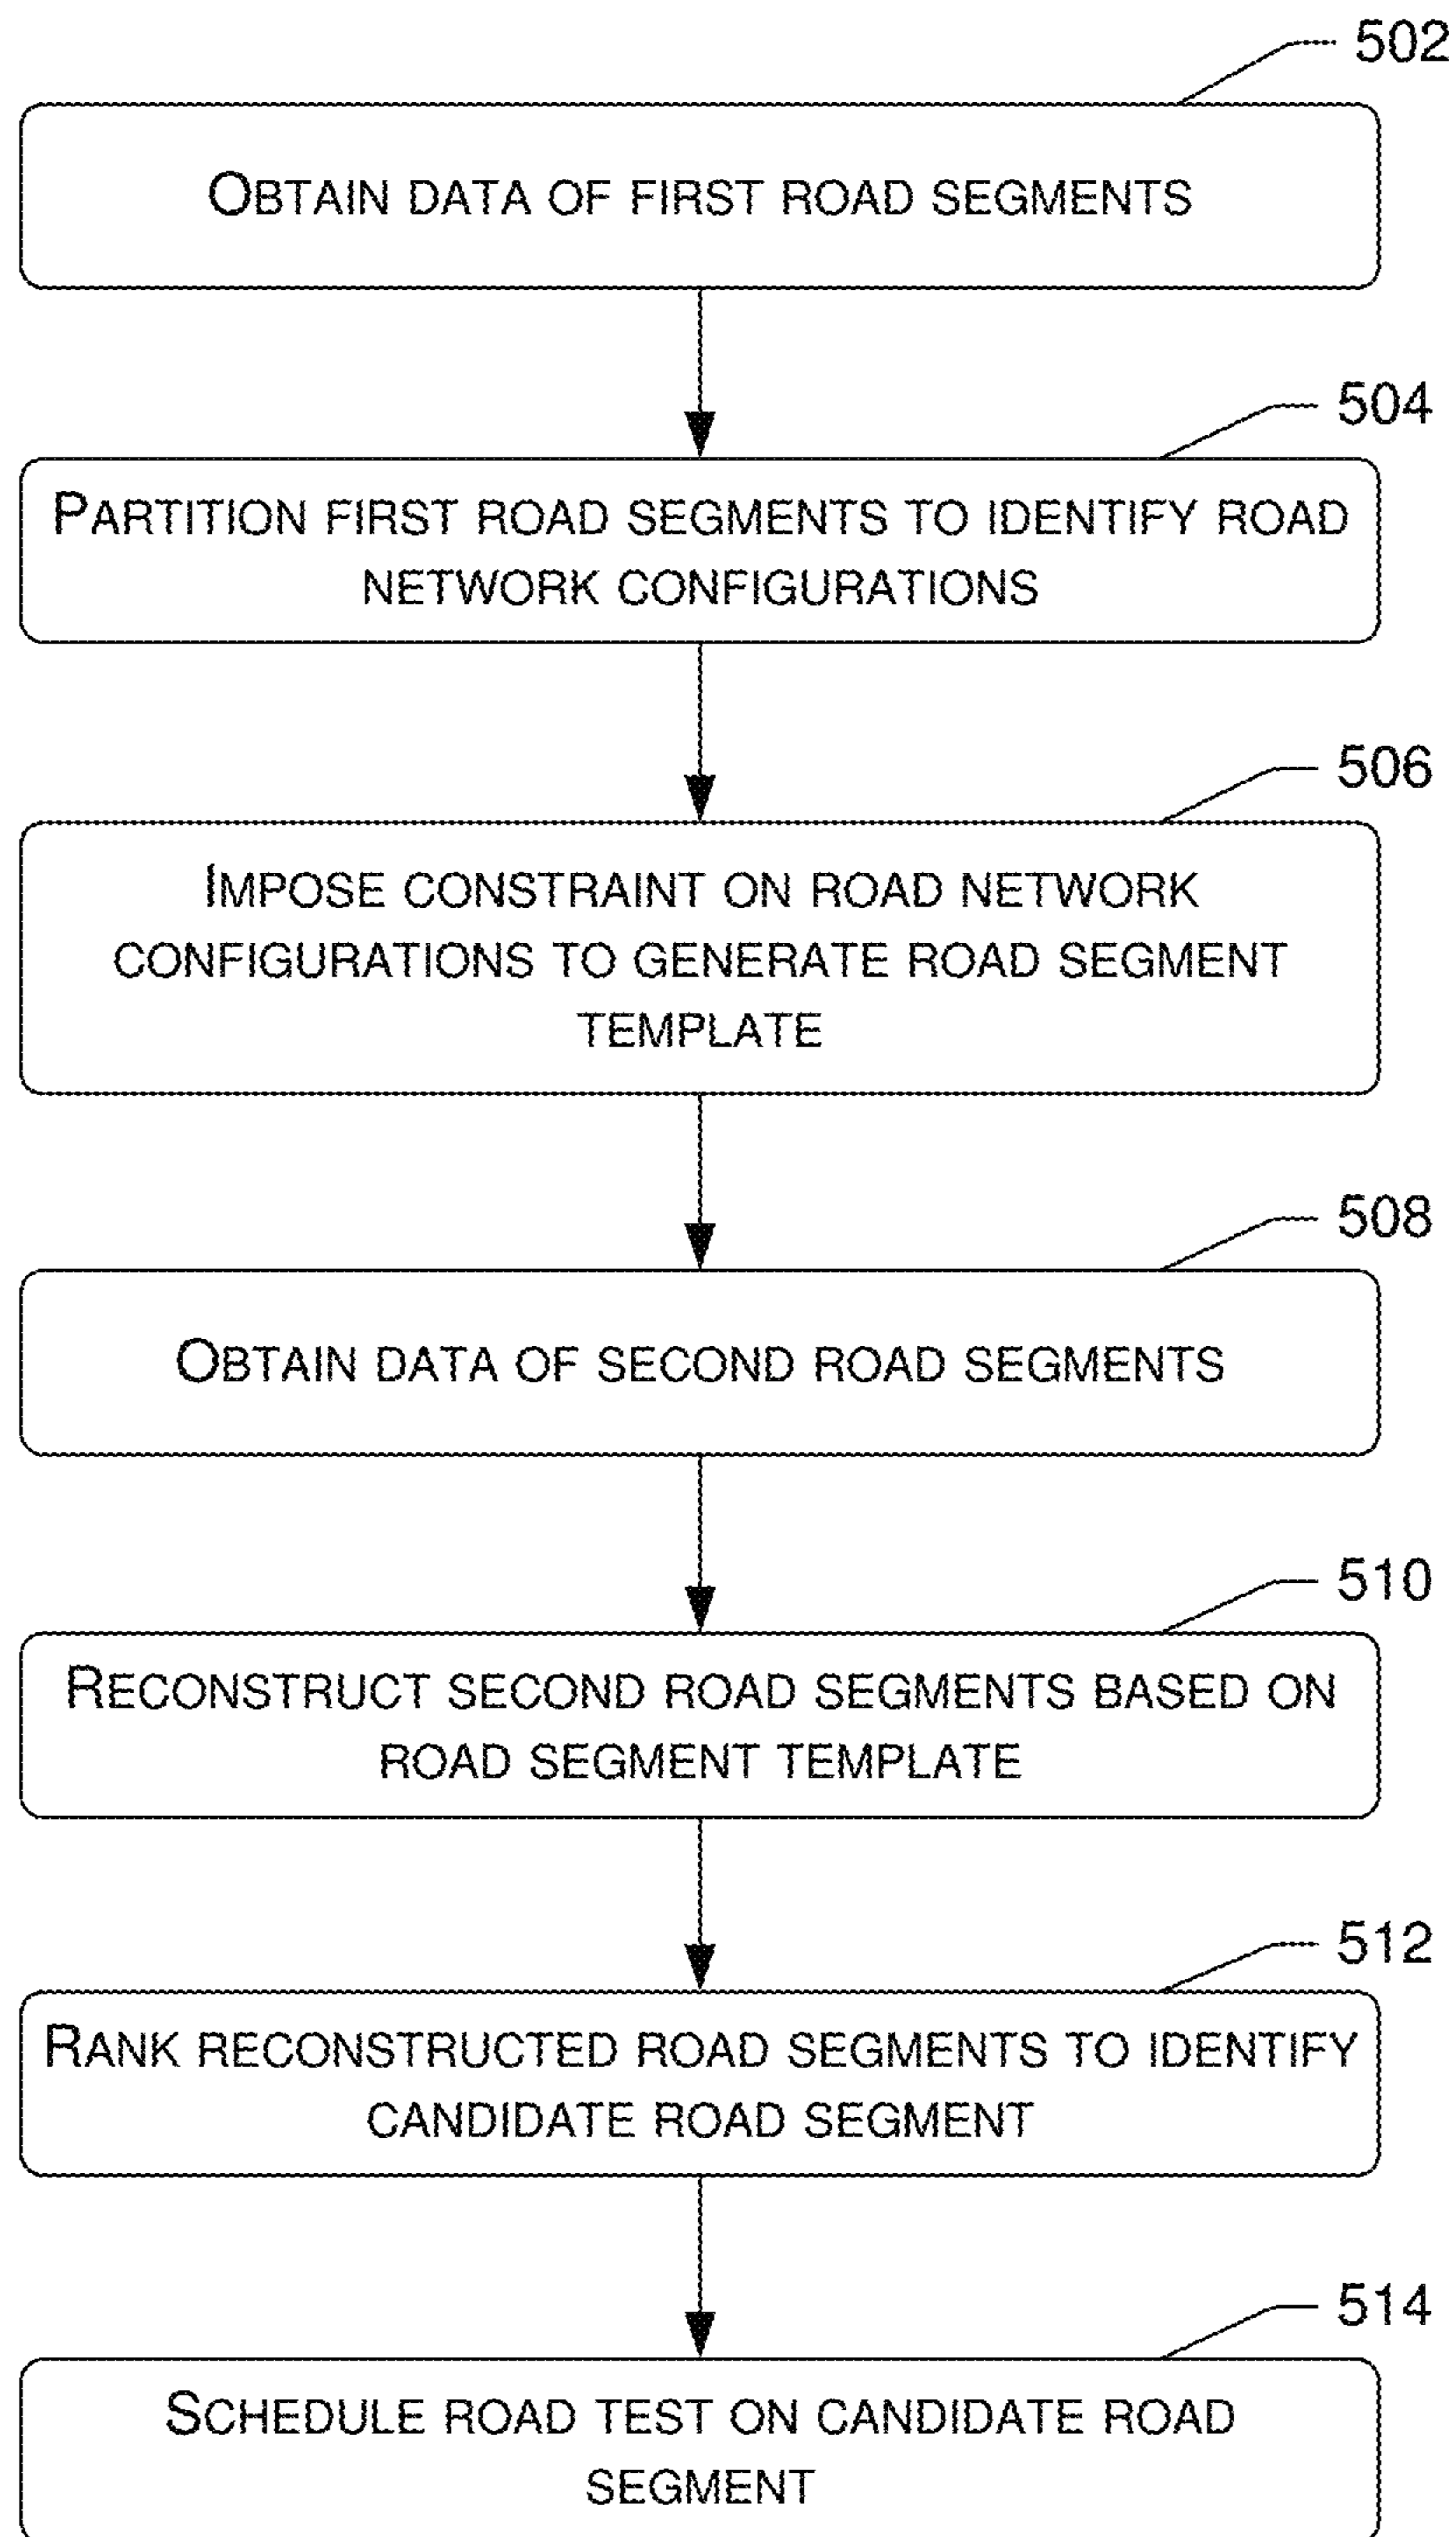 502
OBTAIN DATA OF FIRST ROAD SEGMENTS
504
PARTITION FIRST ROAD SEGMENTS TO IDENTIFY ROAD
NETWORK CONFIGURATIONS
506
IMPOSE CONSTRAINT ON ROAD NETWORK
CONFIGURATIONS TO GENERATE ROAD SEGMENT
TEMPLATE
508
OBTAIN DATA OF SECOND ROAD SEGMENTS
510
RECONSTRUCT SECOND ROAD SEGMENTS BASED ON
ROAD SEGMENT TEMPLATE
512
RANK RECONSTRUCTED ROAD SEGMENTS TO IDENTIFY
CANDIDATE ROAD SEGMENT
514
SCHEDULE ROAD TEST ON CANDIDATE ROAD
SEGMENT